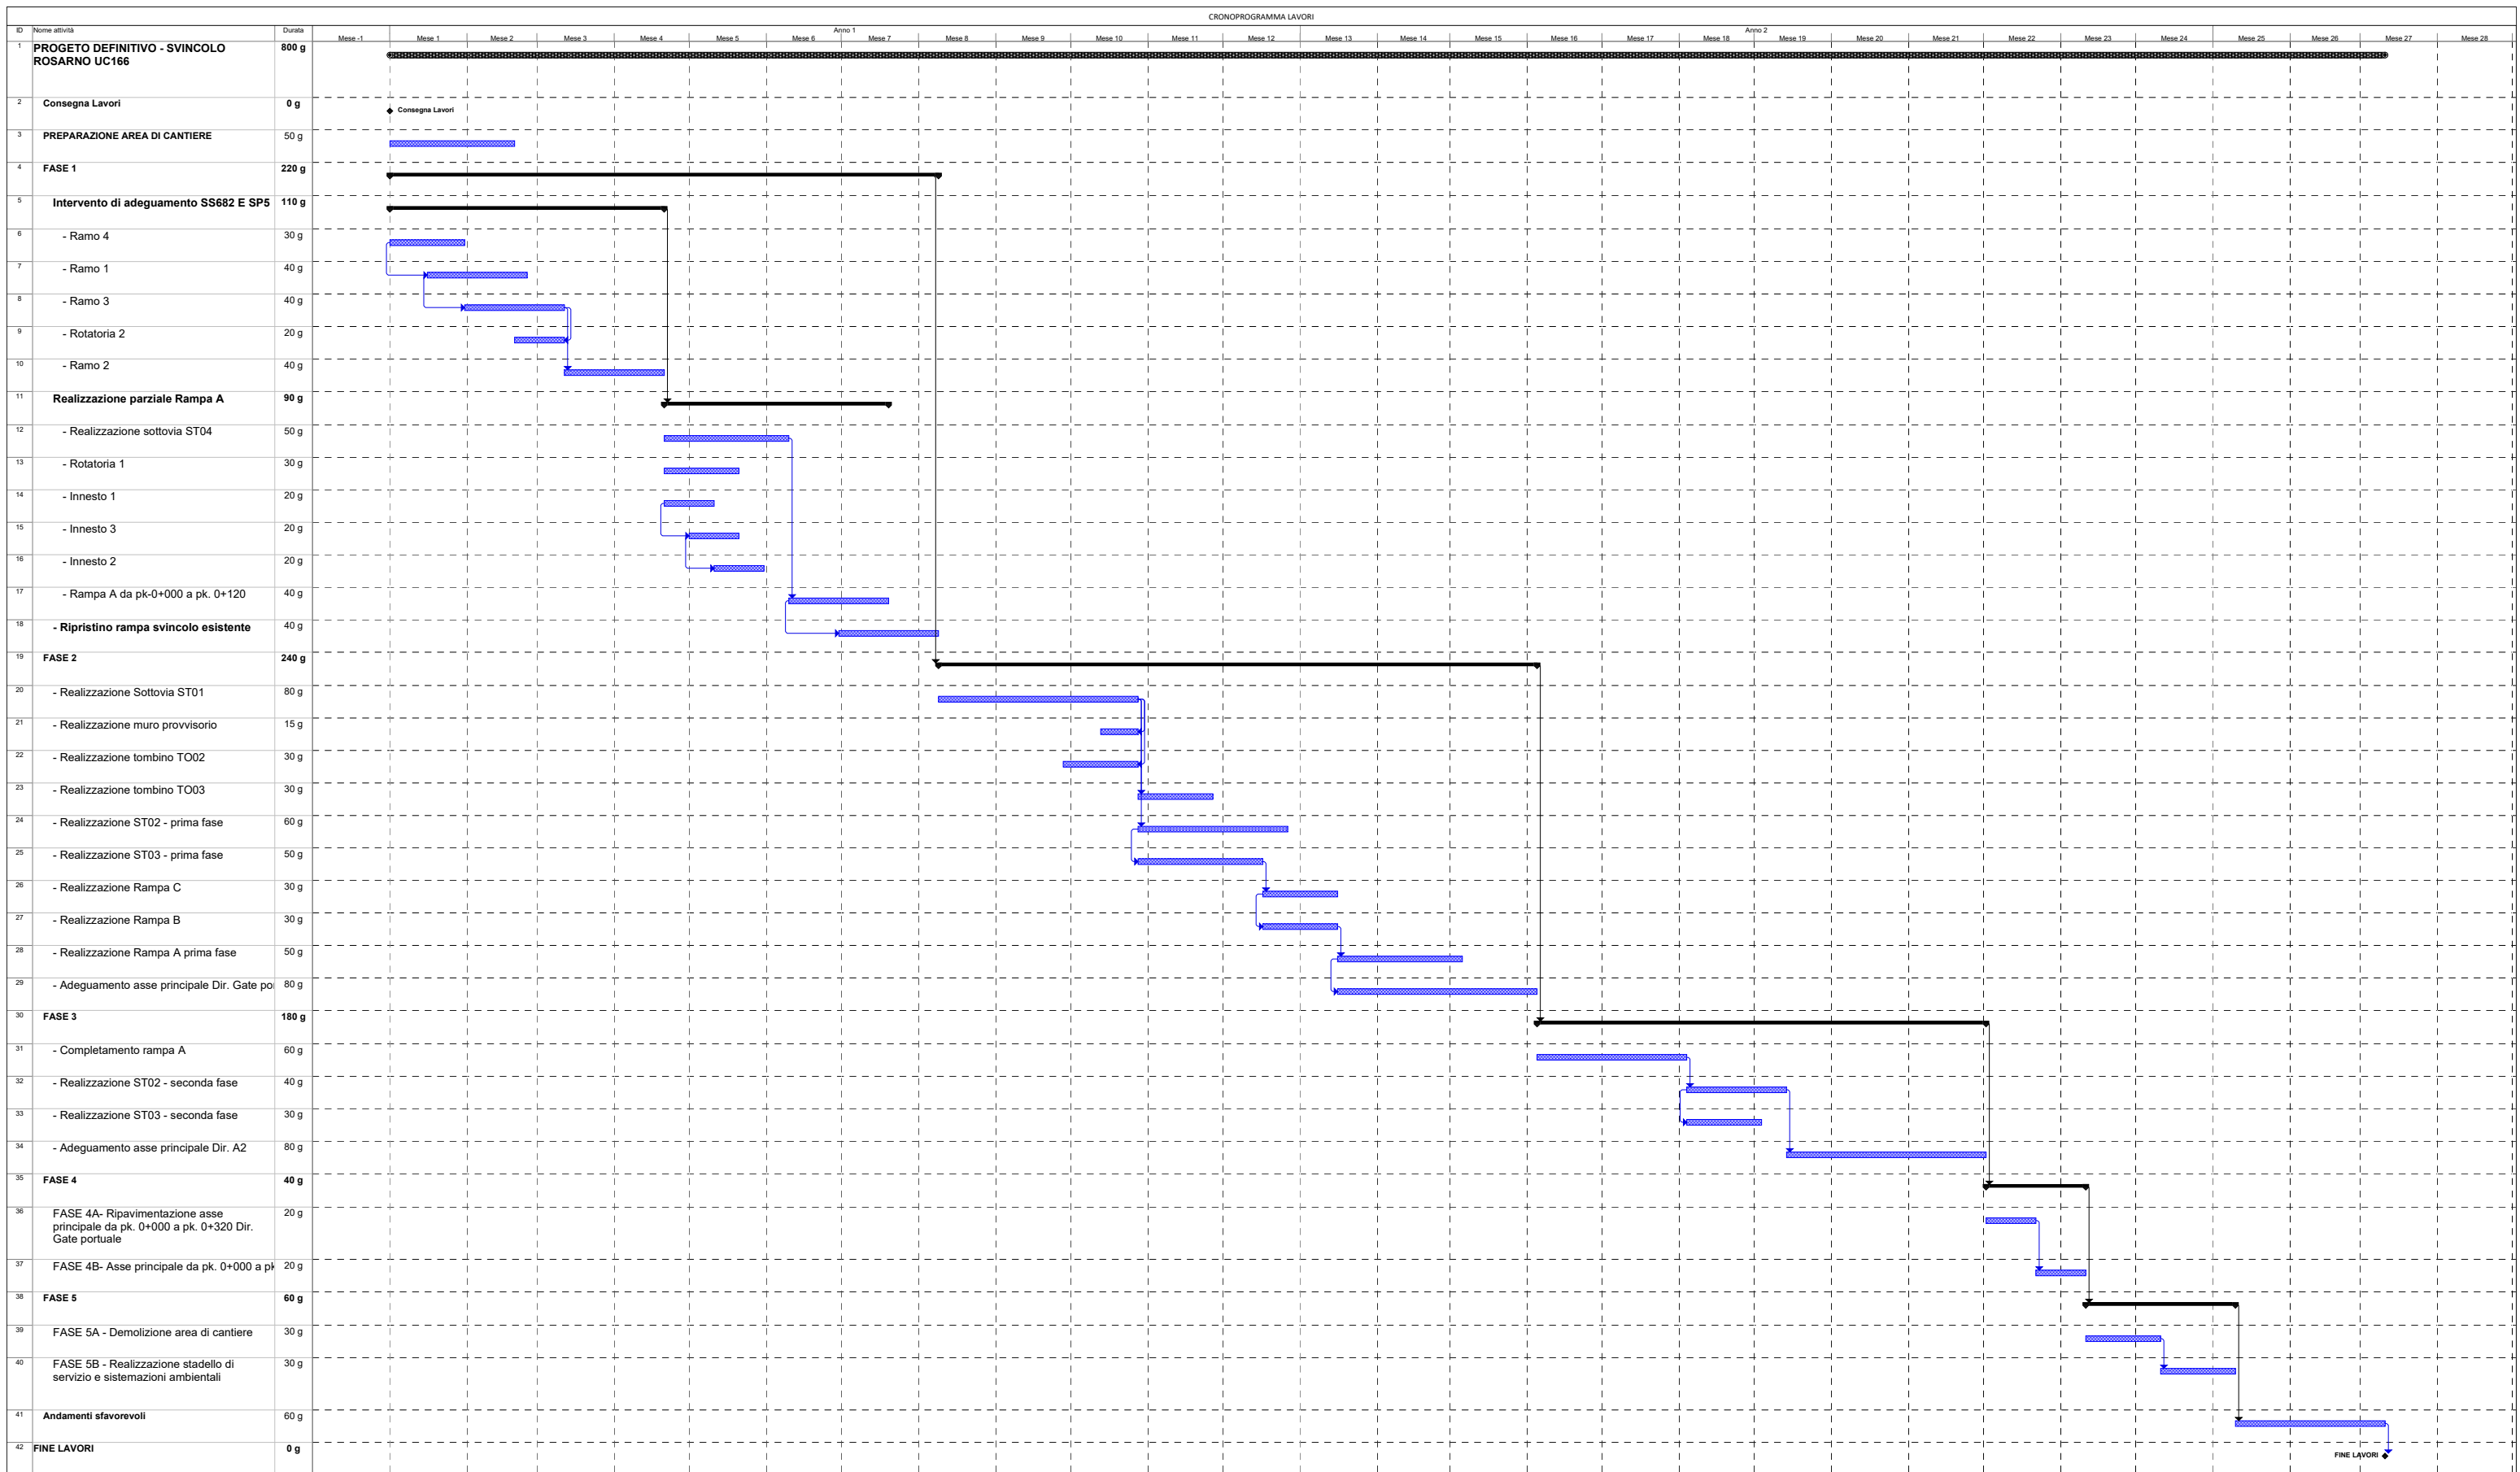 CRONOPROGRAMMA LAVORI
ID Nome attività Durata Anno 1 Anno 2
Mese -1 Mese 1 Mese 2 Mese 3 Mese 4 Mese 5 Mese 6 Mese 7 Mese 8 Mese 9 Mese 10 Mese 11 Mese 12 Mese 13 Mese 14 Mese 15 Mese 16 Mese 17 Mese 18 Mese 19 Mese 20 Mese 21 Mese 22 Mese 23 Mese 24 Mese 25 Mese 26 Mese 27 Mese 28
1 PROGETO DEFINITIVO - SVINCOLO 800 g
ROSARNO UC166
2 Consegna Lavori 0 g Consegna Lavori
3 PREPARAZIONE AREA DI CANTIERE 50 g
4 FASE 1 220 g
5 Intervento di adeguamento SS682 E SP5 110 g
6 - Ramo 4 30 g
7 - Ramo 1 40 g
8 - Ramo 3 40 g
9 - Rotatoria 2 20 g
10 - Ramo 2 40 g
11 Realizzazione parziale Rampa A 90 g
12 - Realizzazione sottovia ST04 50 g
13 - Rotatoria 1 30 g
14 - Innesto 1 20 g
15 - Innesto 3 20 g
16 - Innesto 2 20 g
17 - Rampa A da pk-0+000 a pk. 0+120 40 g
18 - Ripristino rampa svincolo esistente 40 g
19 FASE 2 240 g
20 - Realizzazione Sottovia ST01 80 g
21 - Realizzazione muro provvisorio 15 g
22 - Realizzazione tombino TO02 30 g
23 - Realizzazione tombino TO03 30 g
24 - Realizzazione ST02 - prima fase 60 g
25 - Realizzazione ST03 - prima fase 50 g
26 - Realizzazione Rampa C 30 g
27 - Realizzazione Rampa B 30 g
28 - Realizzazione Rampa A prima fase 50 g
29 - Adeguamento asse principale Dir. Gate por 80 g
30 FASE 3 180 g
31 - Completamento rampa A 60 g
32 - Realizzazione ST02 - seconda fase 40 g
33 - Realizzazione ST03 - seconda fase 30 g
34 - Adeguamento asse principale Dir. A2 80 g
35 FASE 4 40 g
36 FASE 4A- Ripavimentazione asse 20 g
principale da pk. 0+000 a pk. 0+320 Dir.
Gate portuale
37 FASE 4B- Asse principale da pk. 0+000 a pk 20 g
38 FASE 5 60 g
39 FASE 5A - Demolizione area di cantiere 30 g
40 FASE 5B - Realizzazione stadello di 30 g
servizio e sistemazioni ambientali
41 Andamenti sfavorevoli 60 g
42 FINE LAVORI 0 g FINE LAVORI